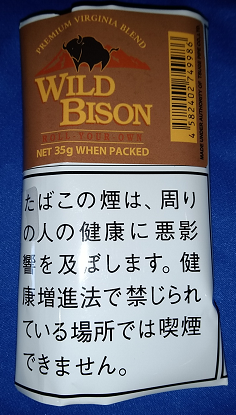 PREMIUM VIRGINIA BLEND
WILD
BISON
ROLL-YOUR-OWN
NET 35g WHEN PACKED
4 582402 749986
たばこの煙は、周り
の人の健康に悪影
響を及ぼします。健
康増進法で禁じられ
ている場所では喫煙
できません。